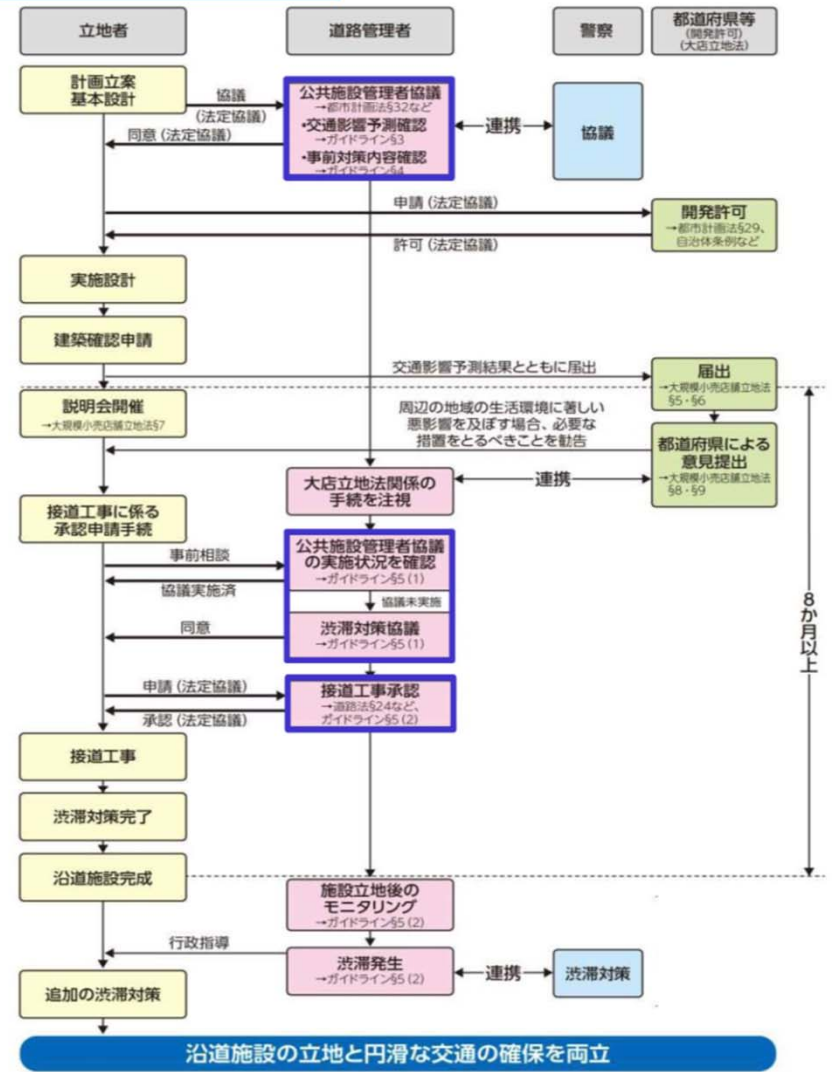 立地者
道路管理者
警察
都道府県等
(開発許可)
(大店立地法)
計画立案
基本設計
協議
(法定協議)
同意(法定協議)
公共施設管理者協議
→都市計画法§32など
・交通影響予測確認
→ガイドライン§3
・事前対策内容確認
→ガイドライン§4
連携
協議
申請(法定協議)
許可(法定協議)
開発許可
→都市計画法§29、
自治体条例など
実施設計
建築確認申請
交通影響予測結果とともに届出
届出
→大規模小売店舗立地法
§5・§6
説明会開催
→大規模小売店舗立地法§7
周辺の地域の生活環境に著しい
悪影響を及ぼす場合、必要な
措置をとるべきことを勧告
都道府県による
意見提出
→大規模小売店舗立地法
§8・§9
大店立地法関係の
手続を注視
連携
接道工事に係る
承認申請手続
事前相談
協議実施済
公共施設管理者協議
の実施状況を確認
→ガイドライン§5(1)
協議未実施
同意
渋滞対策協議
→ガイドライン§5(1)
8か月以上
申請(法定協議)
承認(法定協議)
接道工事承認
→道路法§24など、
ガイドライン§5(2)
接道工事
渋滞対策完了
沿道施設完成
施設立地後の
モニタリング
→ガイドライン§5(2)
行政指導
渋滞発生
→ガイドライン§5(2)
連携
渋滞対策
追加の渋滞対策
沿道施設の立地と円滑な交通の確保を両立